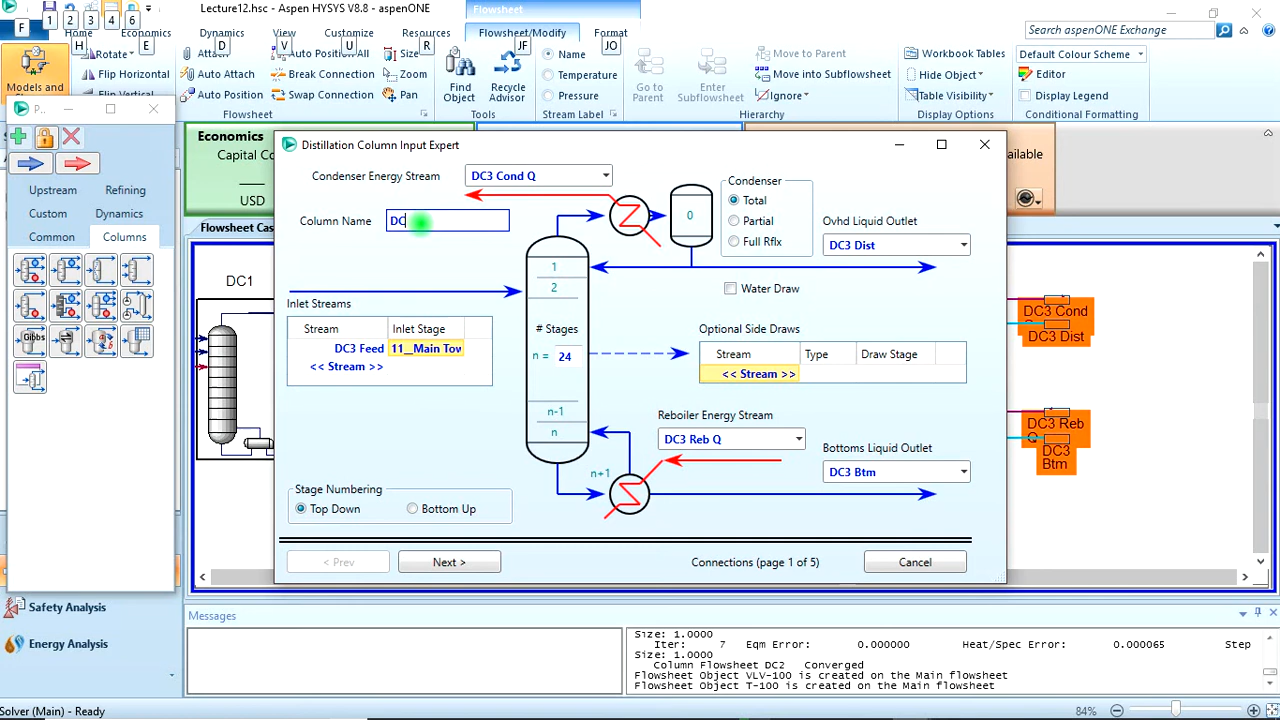 Lecture12.hsc - Aspen HYSYS V8.8 - aspenONE
Flowsheet
F 1 2 3 4 6
Home Economics Dynamics View Customize Resources Flowsheet/Modify Format
H E D V U R JF JO
Search aspenONE Exchange
Models and
Rotate
Flip Horizontal
Attach
Auto Attach
Auto Position
Auto Position All
Break Connection
Swap Connection
Size
Zoom
Pan
Flowsheet
Find
Object
Recycle
Advisor
Tools
Name
Temperature
Pressure
Stream Label
Go to
Parent
Enter
Subflowsheet
Move to Parent
Move into Subflowsheet
Ignore
Hierarchy
Workbook Tables
Hide Object
Table Visibility
Display Options
Default Colour Scheme
Editor
Display Legend
Conditional Formatting
P..
Upstream Refining
Custom Dynamics
Common Columns
Gibbs
Economics
Capital Co
USD
ailable
Flowsheet Cas
DC1
DC3 Cond
Q
DC3 Dist
DC3 Reb
Q
DC3
Btm
Distillation Column Input Expert
Condenser Energy Stream DC3 Cond Q
Column Name DC
Condenser
Total
Partial
Full Rflx
0
Ovhd Liquid Outlet
DC3 Dist
1
2
Water Draw
Inlet Streams
Stream Inlet Stage
DC3 Feed 11__Main Tow
<< Stream >>
# Stages
n = 24
Optional Side Draws
Stream Type Draw Stage
<< Stream >>
n-1
n
n+1
Reboiler Energy Stream
DC3 Reb Q
Bottoms Liquid Outlet
DC3 Btm
Stage Numbering
Top Down Bottom Up
< Prev Next > Connections (page 1 of 5) Cancel
Safety Analysis
Energy Analysis
Messages
Size: 1.0000
Iter: 7 Eqm Error: 0.000000 Heat/Spec Error: 0.000065 Step
Size: 1.0000
Column Flowsheet DC2 Converged
Flowsheet Object VLV-100 is created on the Main flowsheet
Flowsheet Object T-100 is created on the Main flowsheet
Solver (Main) - Ready
84%